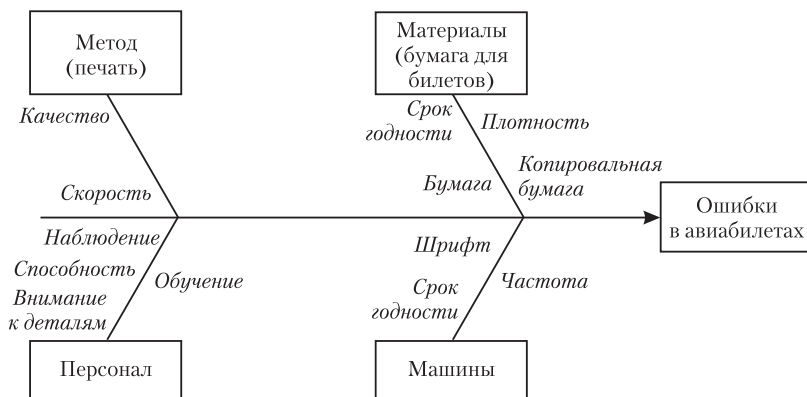 Метод
(печать)
Материалы
(бумага для
билетов)
Качество
Срок
годности
Плотность
Скорость
Бумага
Копировальная
бумага
Ошибки
в авиабилетах
Наблюдение
Способность
Внимание
к деталям
Обучение
Шрифт
Срок
годности
Частота
Персонал
Машины